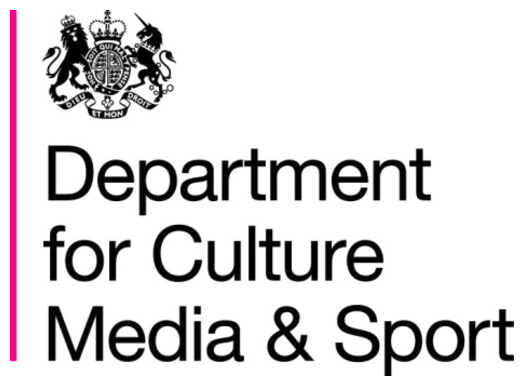 DIEU ET MON DROIT
Department
for Culture
Media & Sport